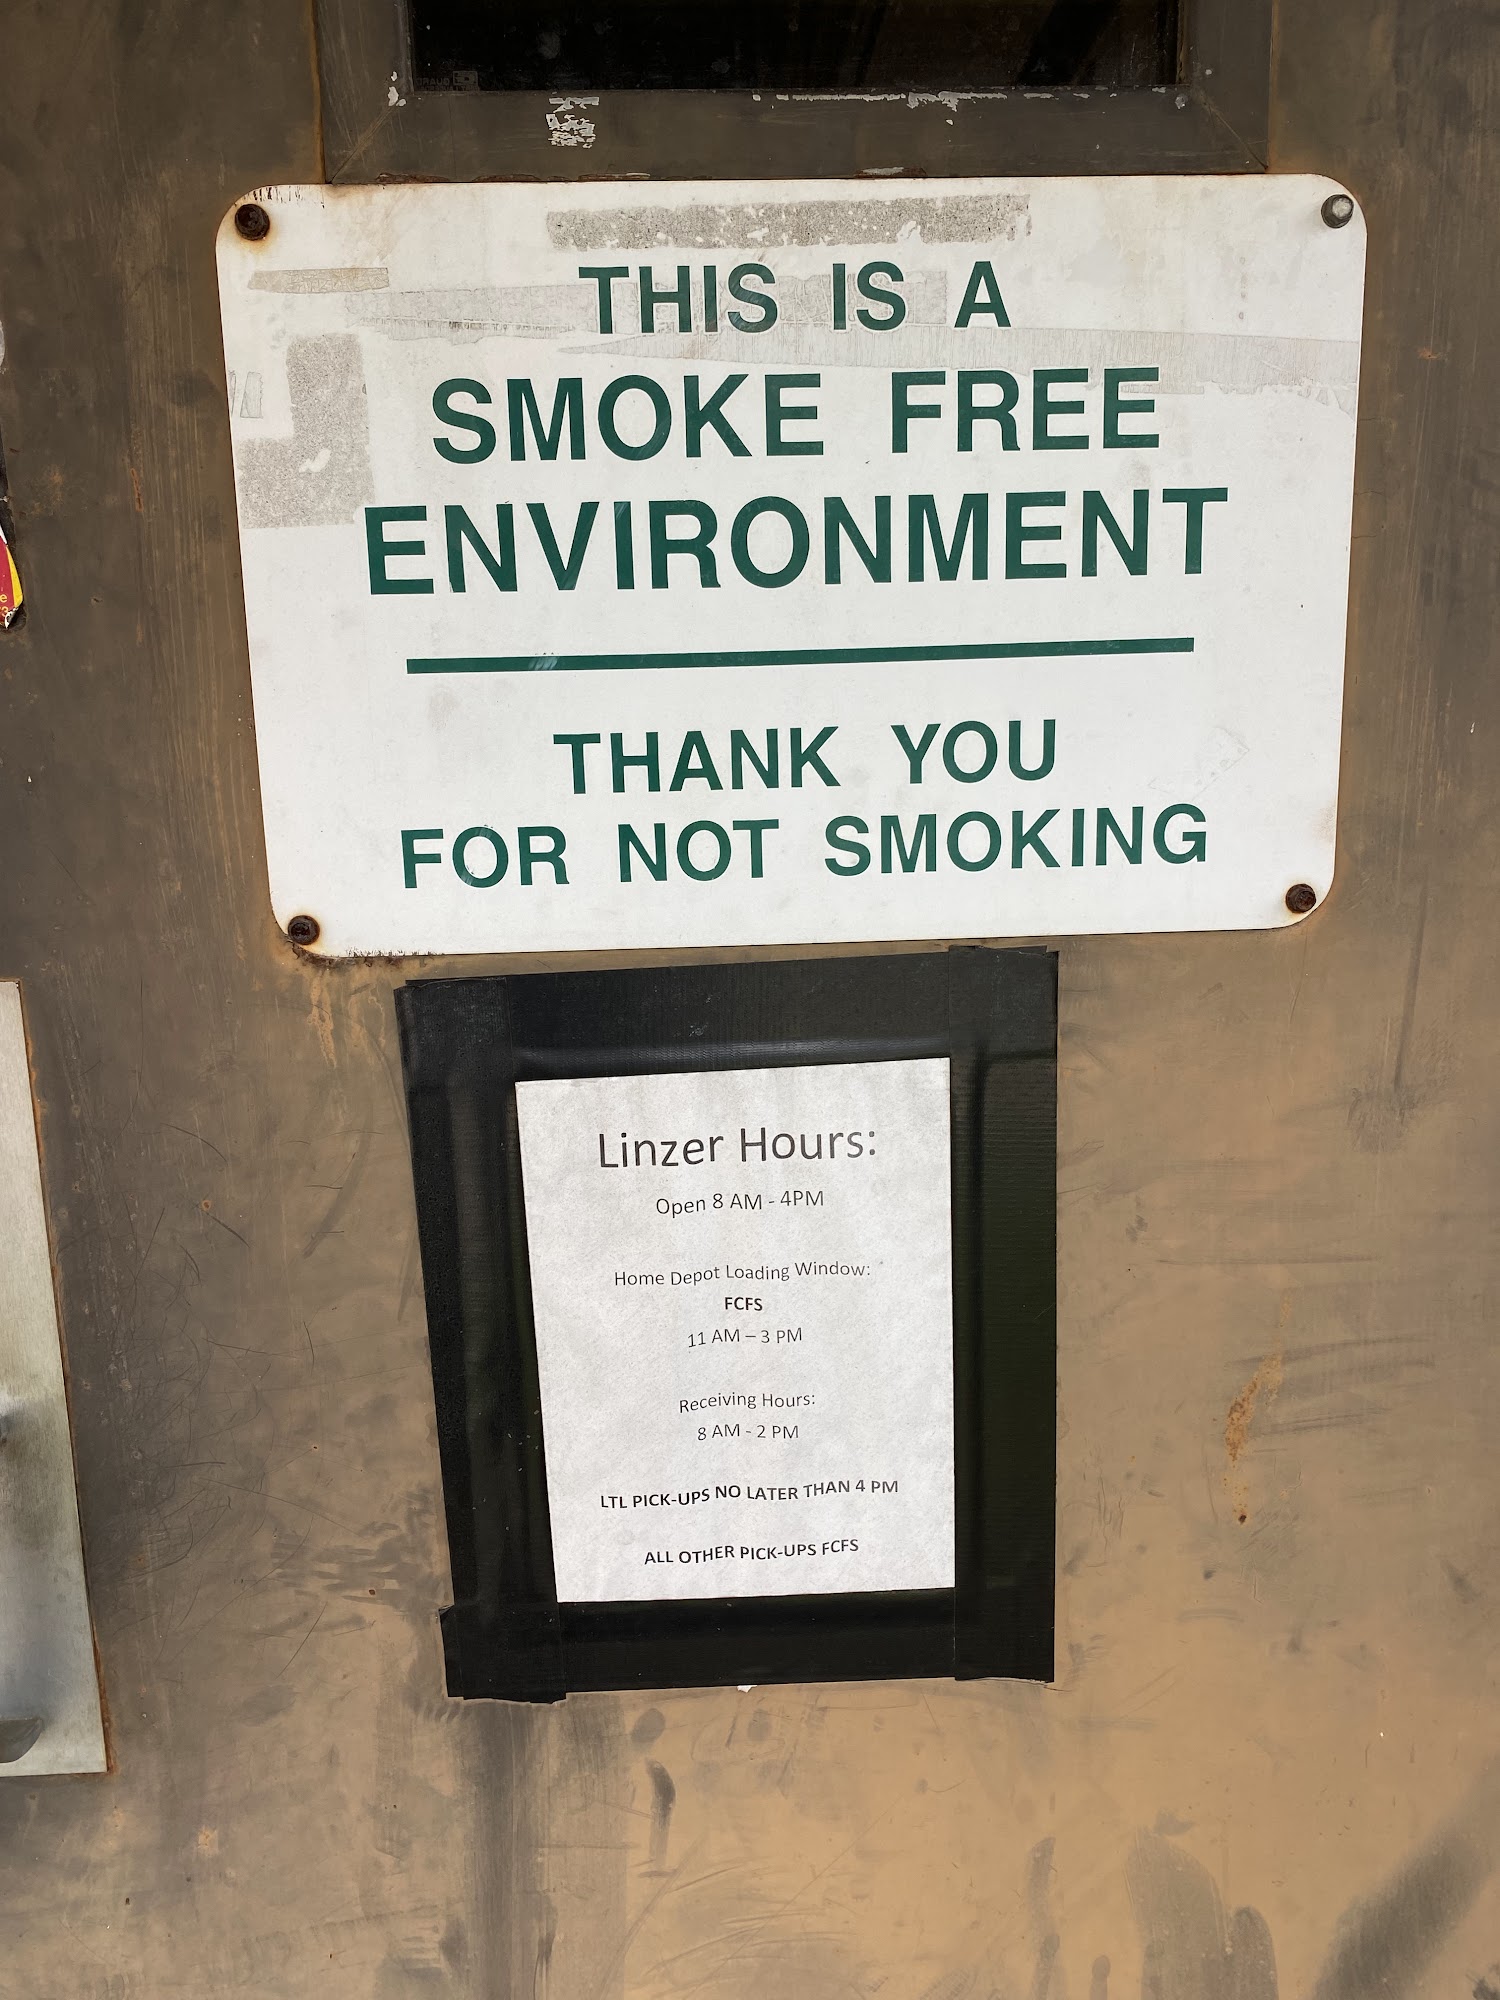 THIS IS A
SMOKE FREE
ENVIRONMENT
THANK YOU
FOR NOT SMOKING
Linzer Hours:
Open 8 AM - 4PM
Home Depot Loading Window:
FCFS
11 AM – 3 PM
Receiving Hours:
8 AM - 2 PM
LTL PICK-UPS NO LATER THAN 4 PM
ALL OTHER PICK-UPS FCFS